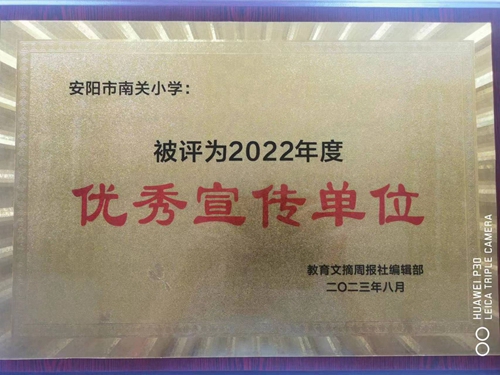 安阳市南关小学：
被评为2022年度
优秀宣传单位
教育文摘周报社编辑部
二〇二三年八月
HUAWEI P30
LEICA TRIPLE CAMERA